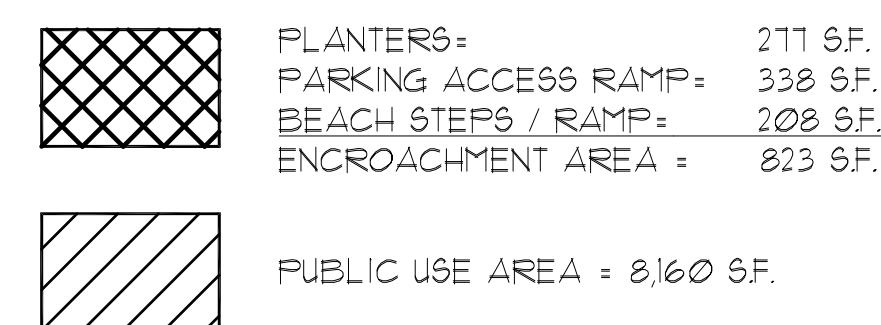 PLANTERS= 277 S.F.
PARKING ACCESS RAMP= 338 S.F.
BEACH STEPS / RAMP= 208 S.F.
ENCROACHMENT AREA = 823 S.F.
PUBLIC USE AREA = 8,160 S.F.